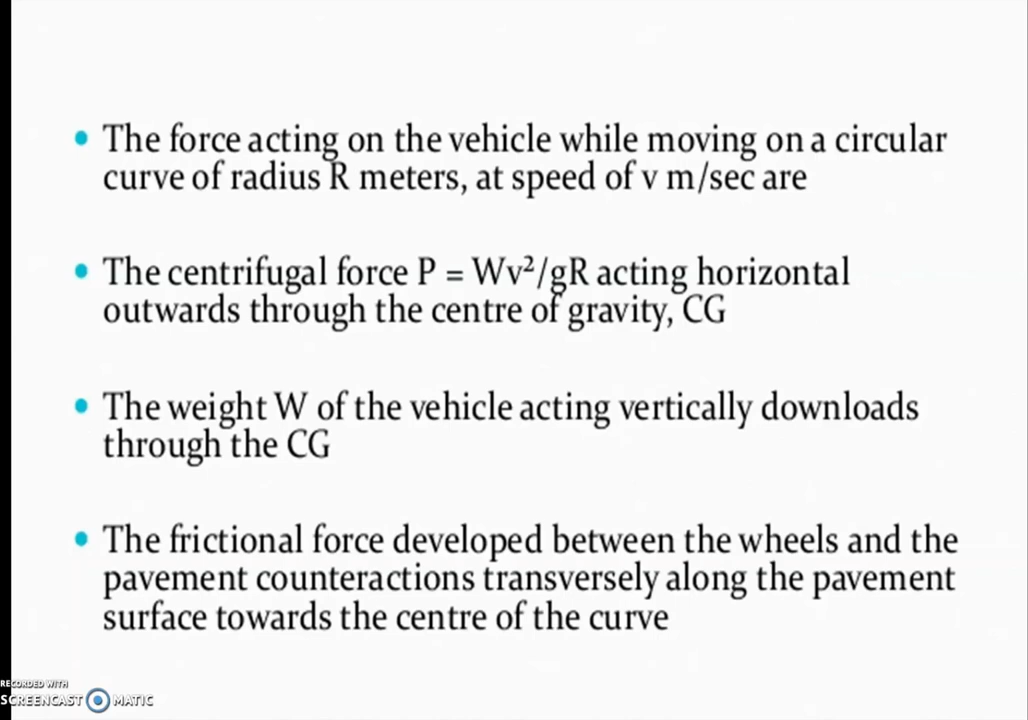 • The force acting on the vehicle while moving on a circular
curve of radius R meters, at speed of v m/sec are
• The centrifugal force P = Wv²/gR acting horizontal
outwards through the centre of gravity, CG
• The weight W of the vehicle acting vertically downloads
through the CG
• The frictional force developed between the wheels and the
pavement counteractions transversely along the pavement
surface towards the centre of the curve
RECORDED WITH
SCREENCAST MATIC